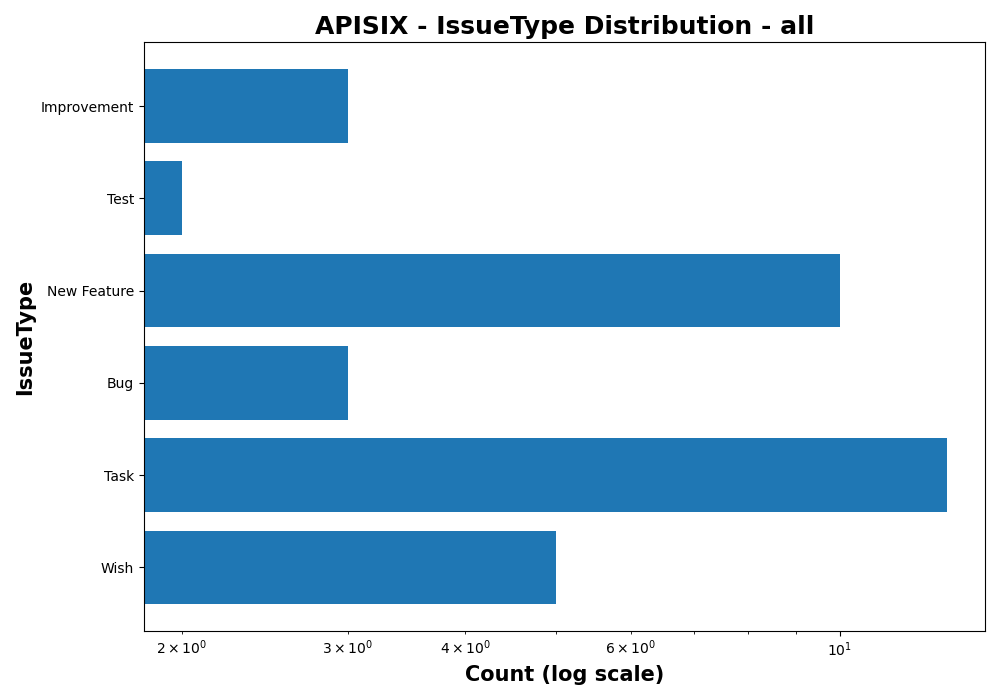 APISIX - IssueType Distribution - all
IssueType
Improvement
Test
New Feature
Bug
Task
Wish
2 × 10⁰ 3 × 10⁰ 4 × 10⁰ 6 × 10⁰ 10¹
Count (log scale)